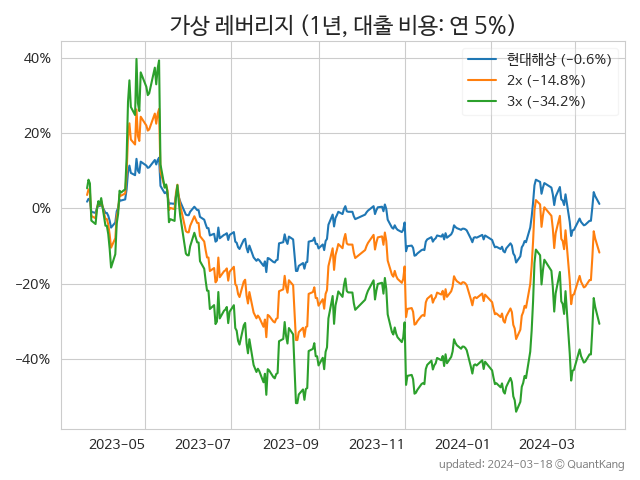 가상 레버리지 (1년, 대출 비용: 연 5%)
현대해상 (−0.6%)
2x (−14.8%)
3x (−34.2%)
40%
20%
0%
−20%
−40%
2023-05 2023-07 2023-09 2023-11 2024-01 2024-03
updated: 2024-03-18 © QuantKang